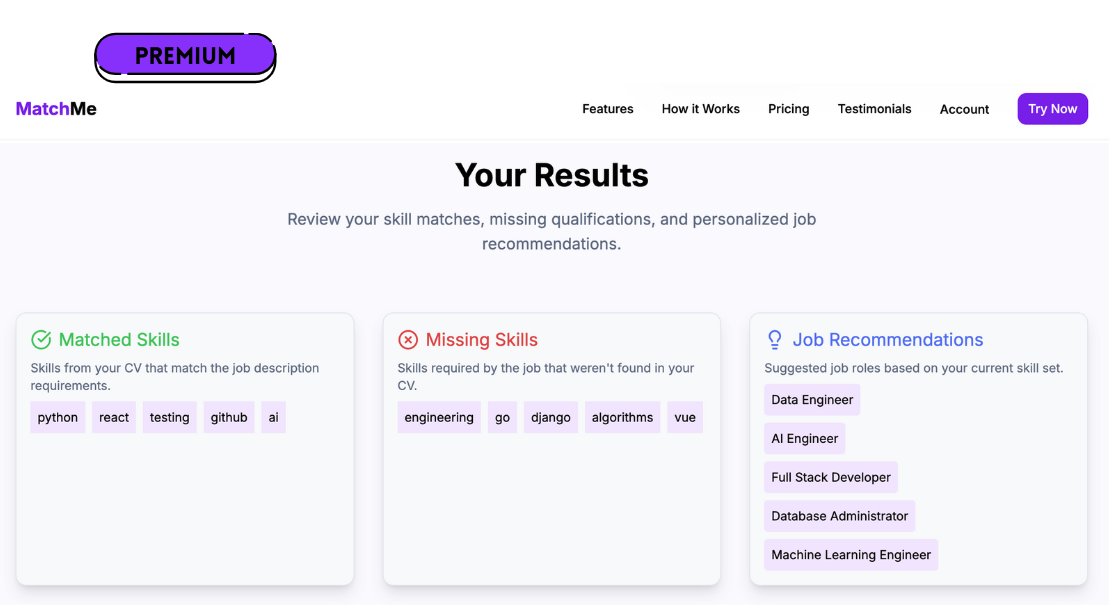 PREMIUM
MatchMe
Features How it Works Pricing Testimonials Account Try Now
Your Results
Review your skill matches, missing qualifications, and personalized job
recommendations.
Matched Skills
Skills from your CV that match the job description
requirements.
python react testing github ai
Missing Skills
Skills required by the job that weren't found in your
CV.
engineering go django algorithms vue
Job Recommendations
Suggested job roles based on your current skill set.
Data Engineer
AI Engineer
Full Stack Developer
Database Administrator
Machine Learning Engineer